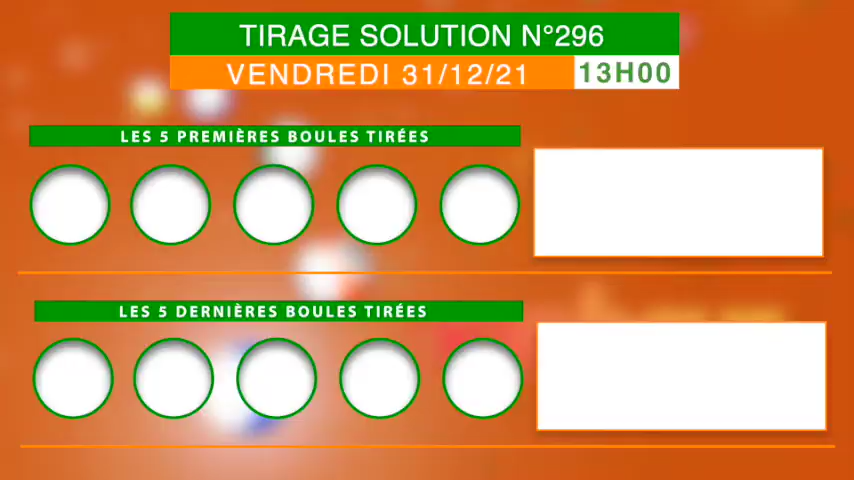 TIRAGE SOLUTION N°296
VENDREDI 31/12/21 13H00
LES 5 PREMIÈRES BOULES TIRÉES
LES 5 DERNIÈRES BOULES TIRÉES